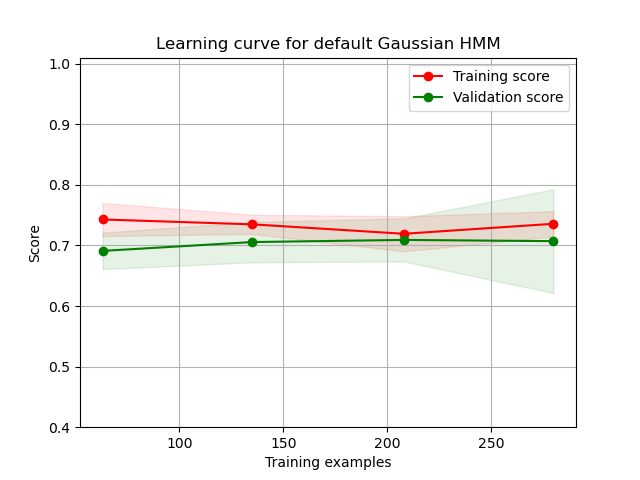 Learning curve for default Gaussian HMM
Training score
Validation score
1.0
0.9
0.8
0.7
0.6
0.5
0.4
Score
100
150
200
250
Training examples